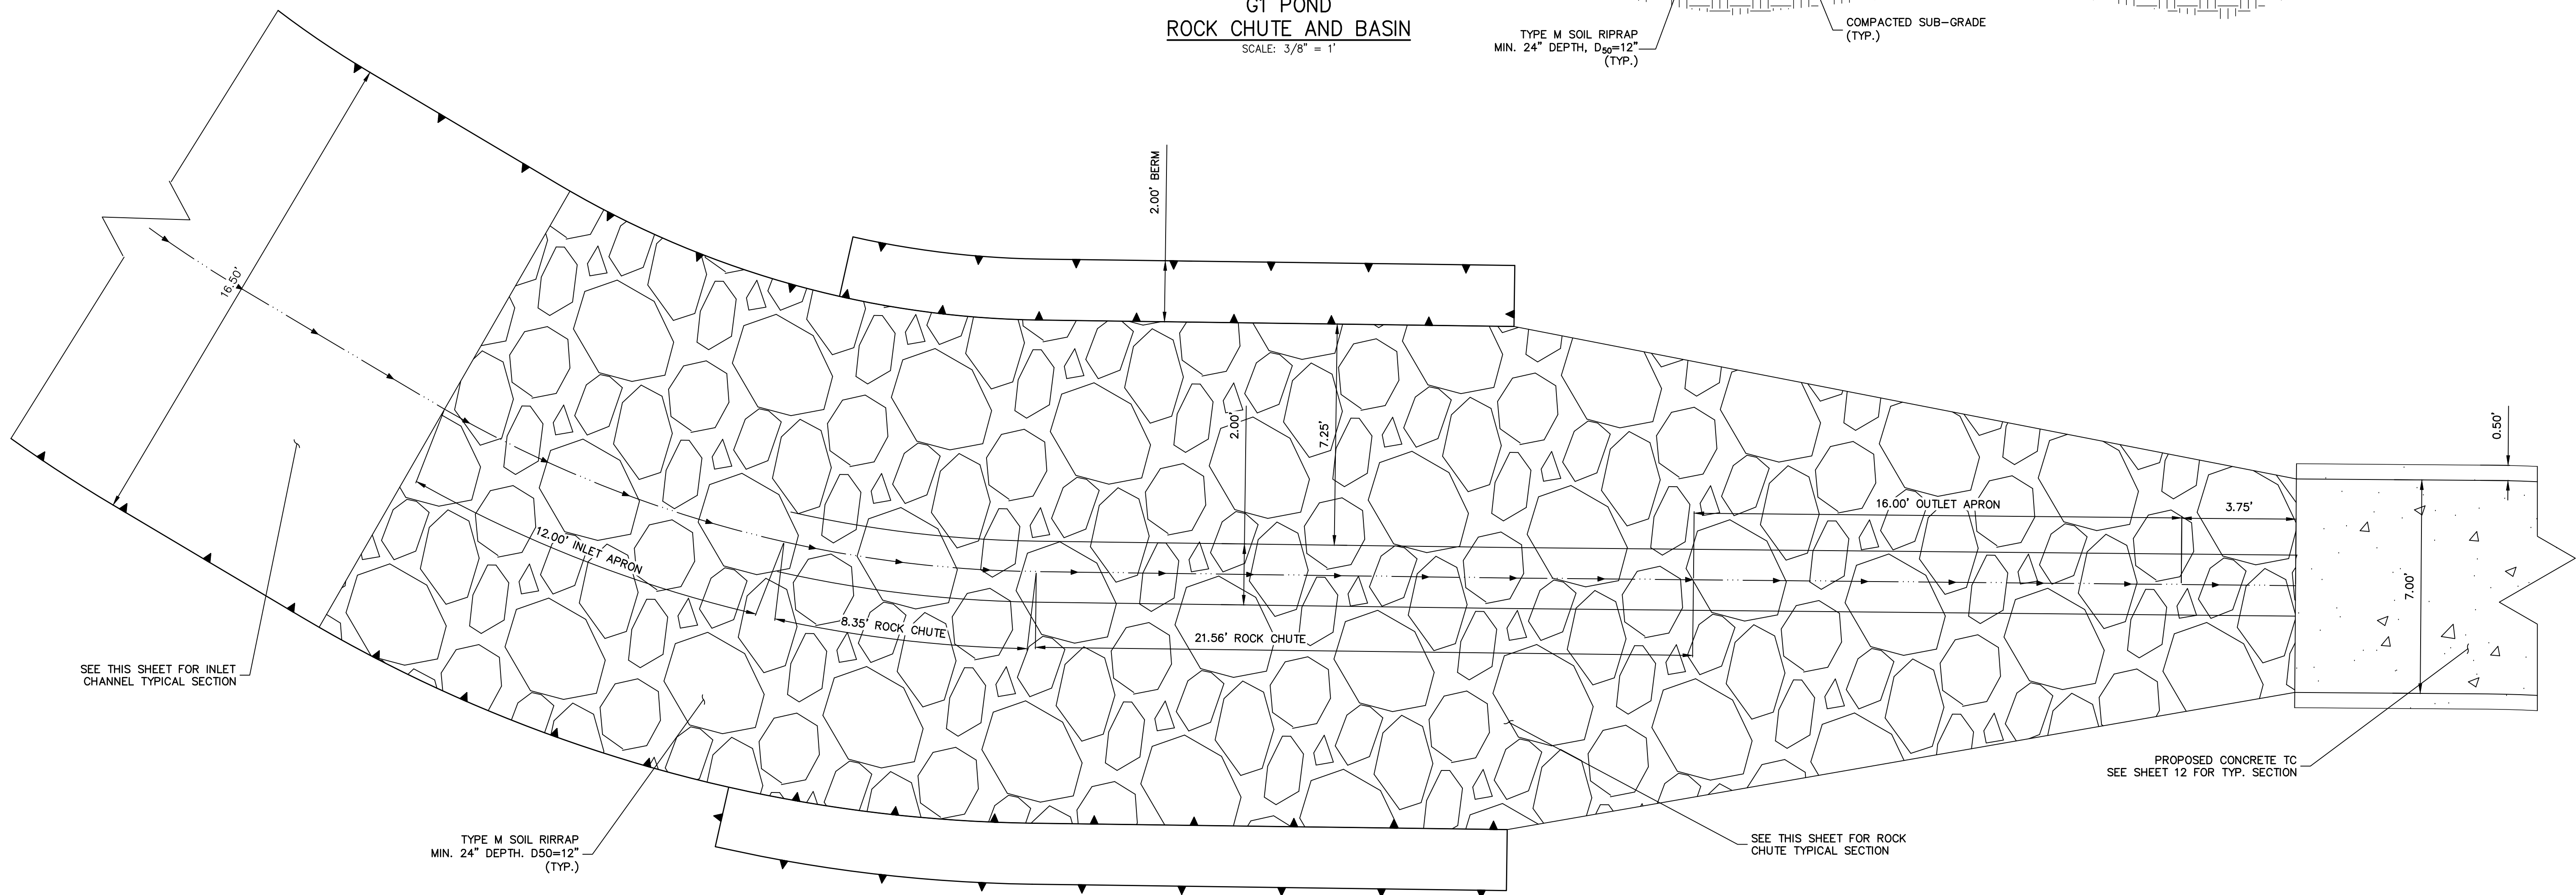 G1 POND
ROCK CHUTE AND BASIN
SCALE: 3/8" = 1'
TYPE M SOIL RIPRAP
MIN. 24" DEPTH, D50=12"
(TYP.)
COMPACTED SUB-GRADE
(TYP.)
2.00' BERM
16.50'
2.00'
7.25'
0.50'
16.00' OUTLET APRON
3.75'
12.00' INLET APRON
7.00'
8.35' ROCK CHUTE
21.56' ROCK CHUTE
SEE THIS SHEET FOR INLET
CHANNEL TYPICAL SECTION
PROPOSED CONCRETE TC
SEE SHEET 12 FOR TYP. SECTION
TYPE M SOIL RIRRAP
MIN. 24" DEPTH. D50=12"
(TYP.)
SEE THIS SHEET FOR ROCK
CHUTE TYPICAL SECTION